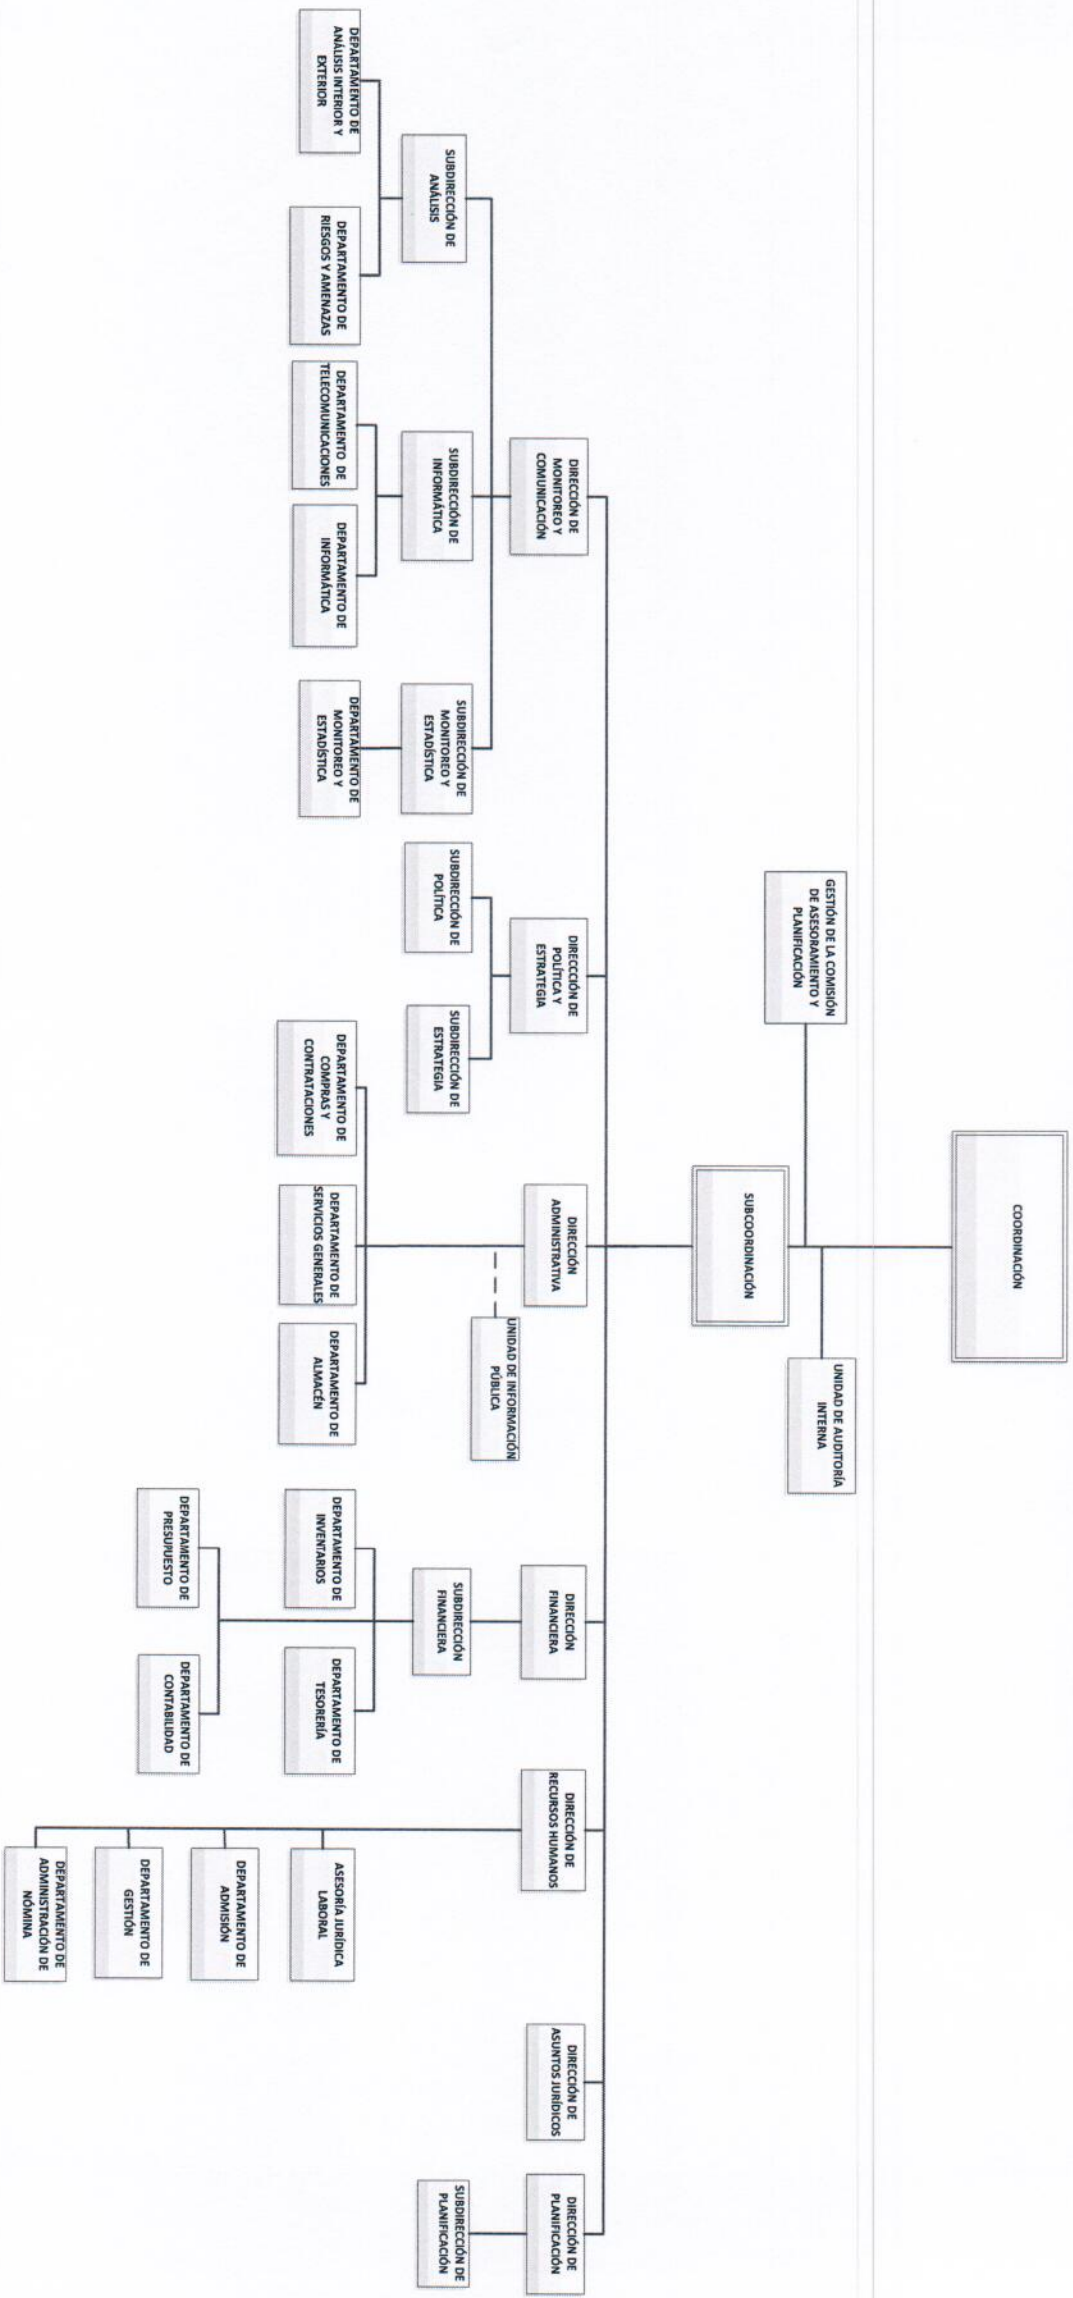 COORDINACIÓN
GESTIÓN DE LA COMISIÓN
DE ASESORAMIENTO Y
PLANIFICACIÓN
UNIDAD DE AUDITORÍA
INTERNA
SUBCOORDINACIÓN
DIRECCIÓN DE
MONITOREO Y
COMUNICACIÓN
DIRECCCIÓN DE
POLÍTICA Y
ESTRATEGIA
DIRECCIÓN
ADMINISTRATIVA
DIRECCIÓN
FINANCIERA
DIRECCIÓN DE
RECURSOS HUMANOS
DIRECCIÓN DE
ASUNTOS JURÍDICOS
DIRECCIÓN DE
PLANIFICACIÓN
UNIDAD DE INFORMACIÓN
PÚBLICA
SUBDIRECCIÓN DE
ANÁLISIS
SUBDIRECCIÓN DE
INFORMÁTICA
SUBDIRECCIÓN DE
MONITOREO Y
ESTADÍSTICA
SUBDIRECCIÓN DE
POLÍTICA
SUBDIRECCIÓN DE
ESTRATEGIA
SUBDIRECCIÓN
FINANCIERA
SUBDIRECCIÓN DE
PLANIFICACIÓN
DEPARTAMENTO DE
ANÁLISIS INTERIOR Y
EXTERIOR
DEPARTAMENTO DE
RIESGOS Y AMENAZAS
DEPARTAMENTO DE
TELECOMUNICACIONES
DEPARTAMENTO DE
INFORMÁTICA
DEPARTAMENTO DE
MONITOREO Y
ESTADÍSTICA
DEPARTAMENTO DE
COMPRAS Y
CONTRATACIONES
DEPARTAMENTO DE
SERVICIOS GENERALES
DEPARTAMENTO DE
ALMACÉN
DEPARTAMENTO DE
INVENTARIOS
DEPARTAMENTO DE
TESORERÍA
ASESORÍA JURÍDICA
LABORAL
DEPARTAMENTO DE
ADMISIÓN
DEPARTAMENTO DE
PRESUPUESTO
DEPARTAMENTO DE
CONTABILIDAD
DEPARTAMENTO DE
GESTIÓN
DEPARTAMENTO DE
ADMINISTRACIÓN DE
NÓMINA